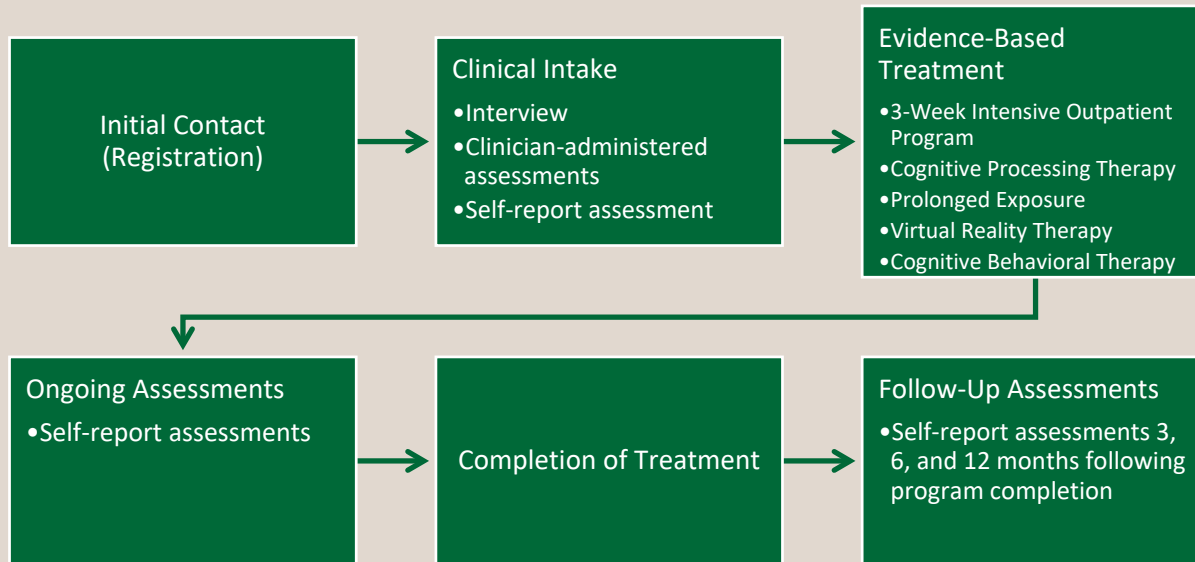 Initial Contact
(Registration)
Clinical Intake
•Interview
•Clinician-administered
assessments
•Self-report assessment
Evidence-Based
Treatment
•3-Week Intensive Outpatient
Program
•Cognitive Processing Therapy
•Prolonged Exposure
•Virtual Reality Therapy
•Cognitive Behavioral Therapy
Ongoing Assessments
•Self-report assessments
Completion of Treatment
Follow-Up Assessments
•Self-report assessments 3,
6, and 12 months following
program completion